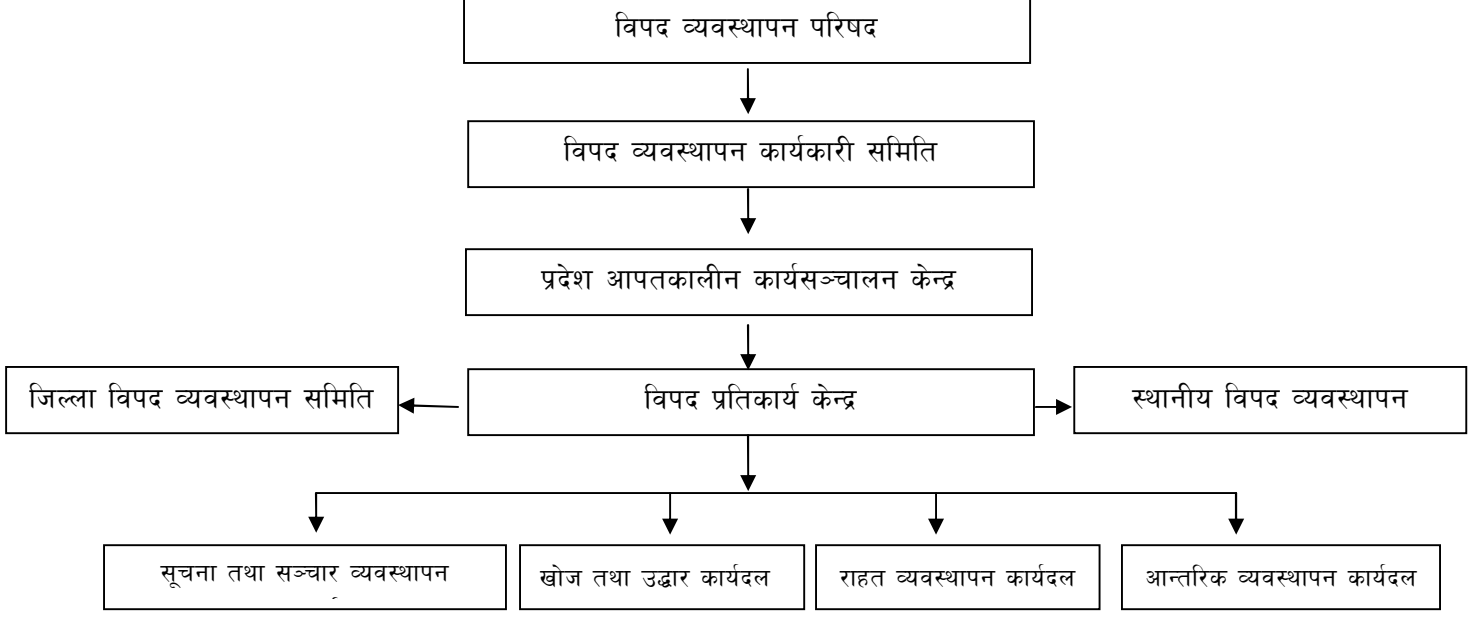 विपद व्यवस्थापन परिषद
विपद व्यवस्थापन कार्यकारी समिति
प्रदेश आपतकालीन कार्यसञ्चालन केन्द्र
जिल्ला विपद व्यवस्थापन समिति
विपद प्रतिकार्य केन्द्र
स्थानीय विपद व्यवस्थापन
सूचना तथा सञ्चार व्यवस्थापन
खोज तथा उद्धार कार्यदल
राहत व्यवस्थापन कार्यदल
आन्तरिक व्यवस्थापन कार्यदल